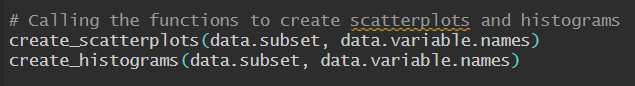 # Calling the functions to create scatterplots and histograms
create_scatterplots(data.subset, data.variable.names)
create_histograms(data.subset, data.variable.names)